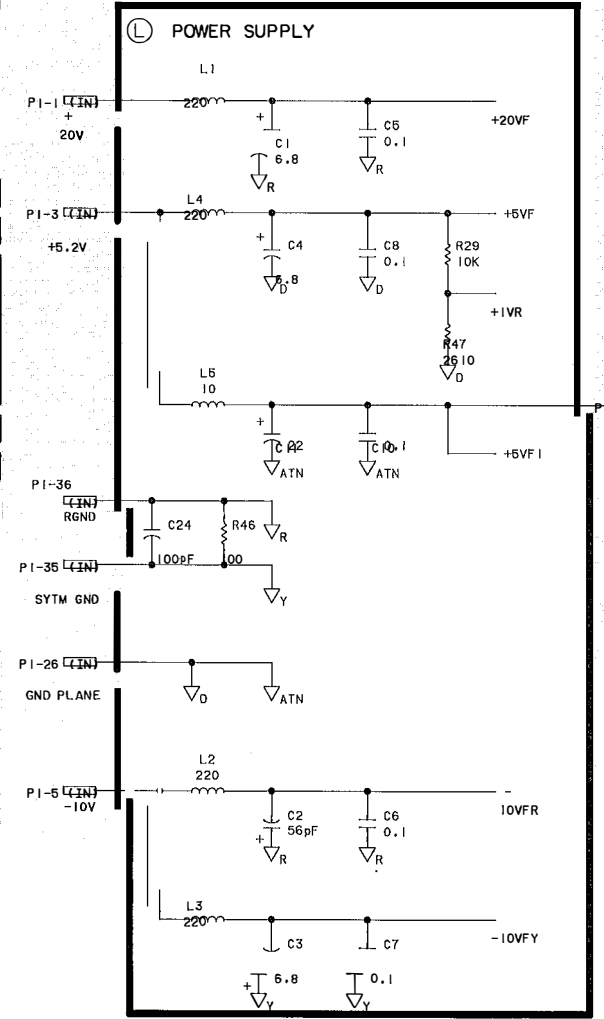 L POWER SUPPLY
L1
220
P1-1 (IN)
+
20V
+
C1
6.8
R
C5
0.1
R
+20VF
L4
220
P1-3 (IN)
+5.2V
+
C4
6.8
D
C8
0.1
D
R29
10K
+5VF
+1VR
R47
2610
D
L5
10
+
ATN
0.1
ATN
P
+5VF1
P1-36
(IN)
RGND
C24
100pF
R46
R
P1-35 (IN)
SYTM GND
Y
P1-26 (IN)
GND PLANE
D
ATN
L2
220
P1-5 (IN)
-10V
C2
56pF
+
R
C6
0.1
R
-
10VFR
L3
220
C3
6.8
+
Y
C7
0.1
Y
-10VFY